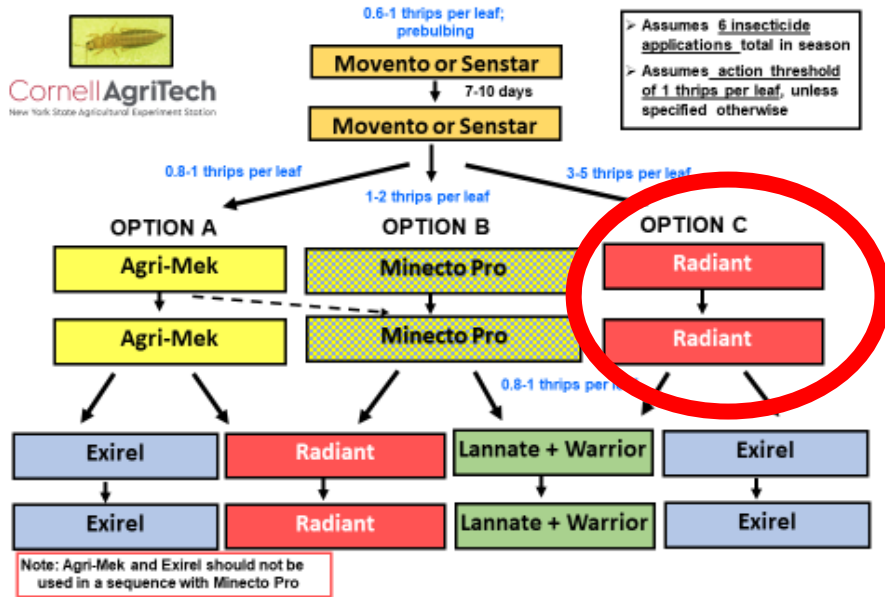 0.6-1 thrips per leaf;
prebulbing
CornellAgriTech
New York State Agricultural Experiment Station
Movento or Senstar
7-10 days
Movento or Senstar
➢ Assumes 6 insecticide
applications total in season
➢ Assumes action threshold
of 1 thrips per leaf, unless
specified otherwise
0.8-1 thrips per leaf
1-2 thrips per leaf
3-5 thrips per leaf
OPTION A
OPTION B
OPTION C
Agri-Mek
Minecto Pro
Radiant
Agri-Mek
Minecto Pro
Radiant
0.8-1 thrips per
Exirel
Radiant
Lannate + Warrior
Exirel
Exirel
Radiant
Lannate + Warrior
Exirel
Note: Agri-Mek and Exirel should not be
used in a sequence with Minecto Pro